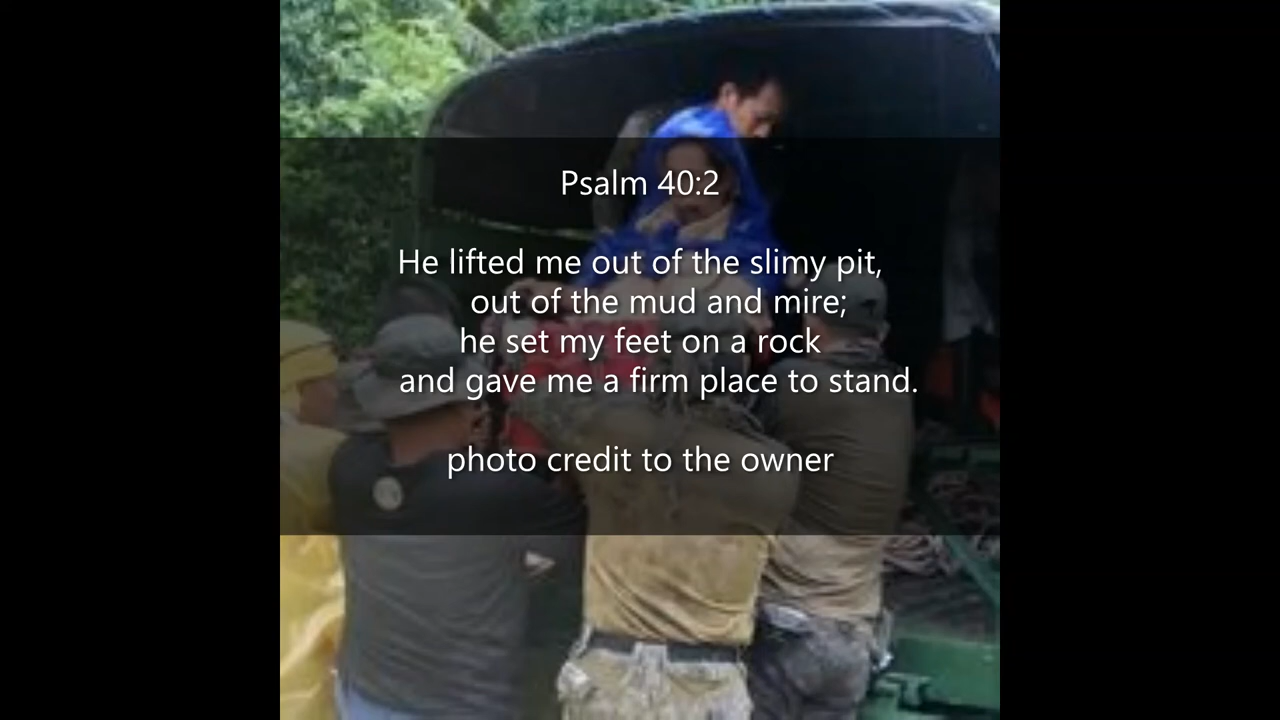 Psalm 40:2
He lifted me out of the slimy pit,
out of the mud and mire;
he set my feet on a rock
and gave me a firm place to stand.
photo credit to the owner